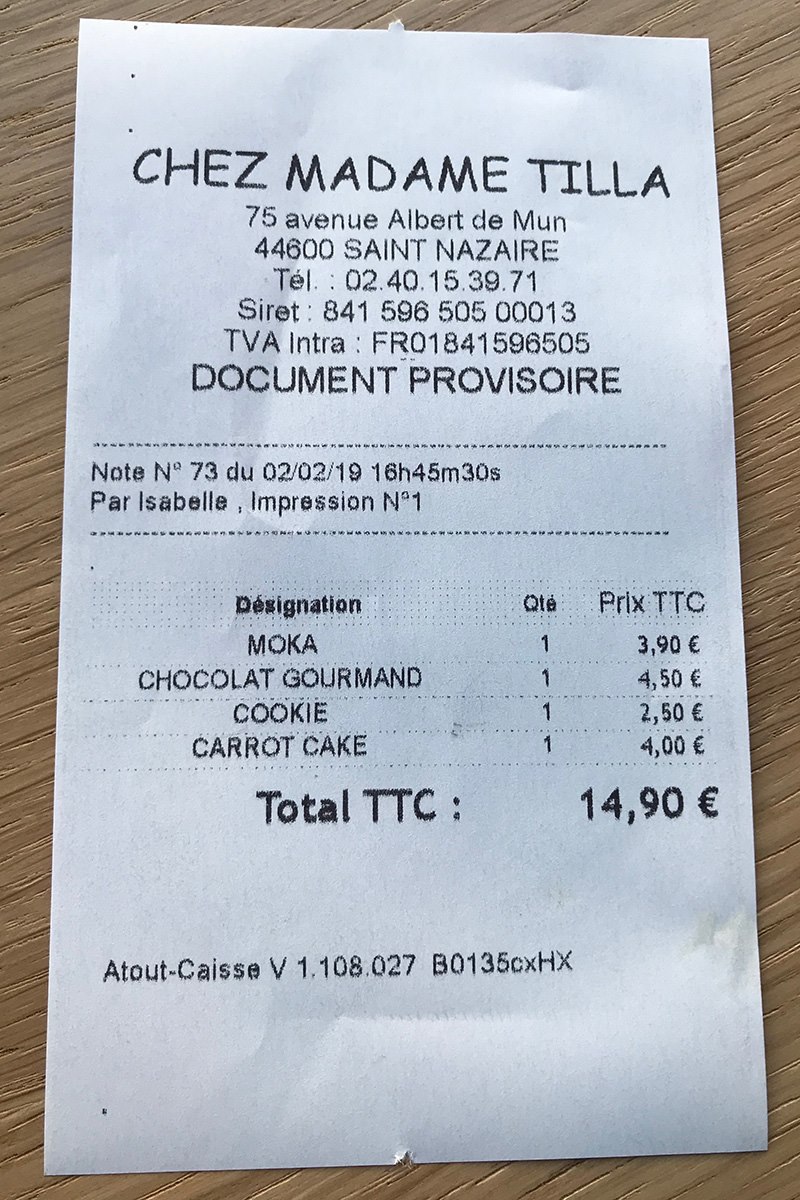 CHEZ MADAME TILLA
75 avenue Albert de Mun
44600 SAINT NAZAIRE
Tél. : 02.40.15.39.71
Siret : 841 596 505 00013
TVA Intra : FR01841596505
DOCUMENT PROVISOIRE
Note N° 73 du 02/02/19 16h45m30s
Par Isabelle , Impression N°1
Désignation Qté Prix TTC
MOKA 1 3,90 €
CHOCOLAT GOURMAND 1 4,50 €
COOKIE 1 2,50 €
CARROT CAKE 1 4,00 €
Total TTC : 14,90 €
Atout-Caisse V 1.108.027 B0135cxHX